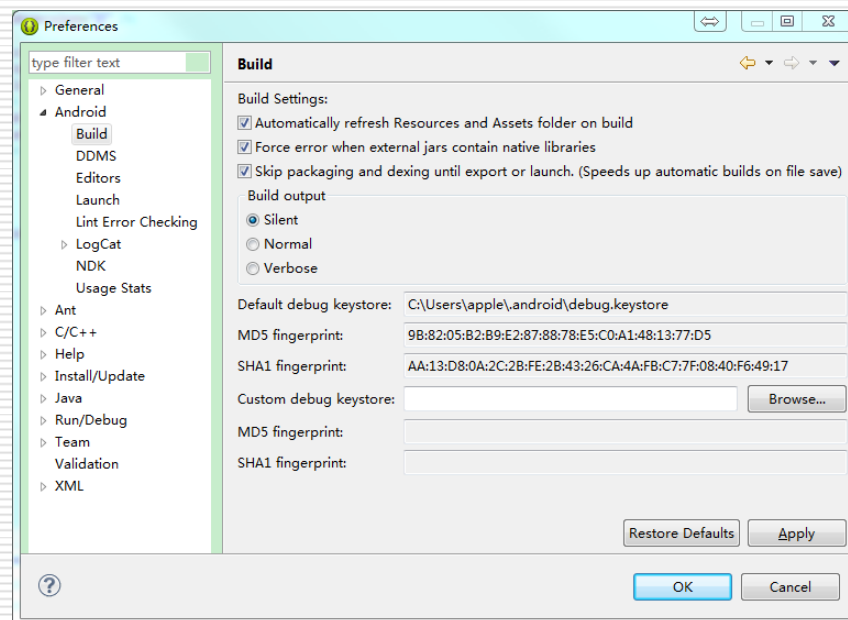 Preferences
type filter text
General
Android
Build
DDMS
Editors
Launch
Lint Error Checking
LogCat
NDK
Usage Stats
Ant
C/C++
Help
Install/Update
Java
Run/Debug
Team
Validation
XML
Build
Build Settings:
Automatically refresh Resources and Assets folder on build
Force error when external jars contain native libraries
Skip packaging and dexing until export or launch. (Speeds up automatic builds on file save)
Build output
Silent
Normal
Verbose
Default debug keystore: C:\Users\apple\.android\debug.keystore
MD5 fingerprint: 9B:82:05:B2:B9:E2:87:88:78:E5:C0:A1:48:13:77:D5
SHA1 fingerprint: AA:13:D8:0A:2C:2B:FE:2B:43:26:CA:4A:FB:C7:7F:08:40:F6:49:17
Custom debug keystore: Browse...
MD5 fingerprint:
SHA1 fingerprint:
Restore Defaults Apply
OK Cancel